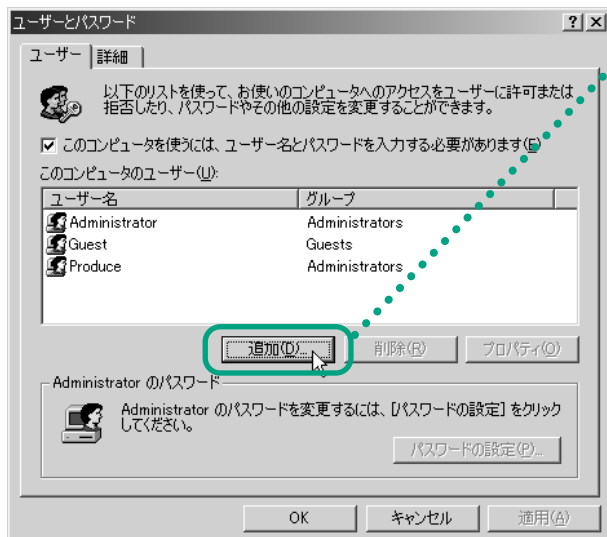 ユーザーとパスワード
ユーザー 詳細
以下のリストを使って、お使いのコンピュータへのアクセスをユーザーに許可または
拒否したり、パスワードやその他の設定を変更することができます。
このコンピュータを使うには、ユーザー名とパスワードを入力する必要があります(E)
このコンピュータのユーザー(U):
ユーザー名 グループ
Administrator Administrators
Guest Guests
Produce Administrators
追加(D)... 削除(R) プロパティ(O)
Administrator のパスワード
Administrator のパスワードを変更するには、[パスワードの設定] をクリック
してください。
パスワードの設定(P)...
OK キャンセル 適用(A)